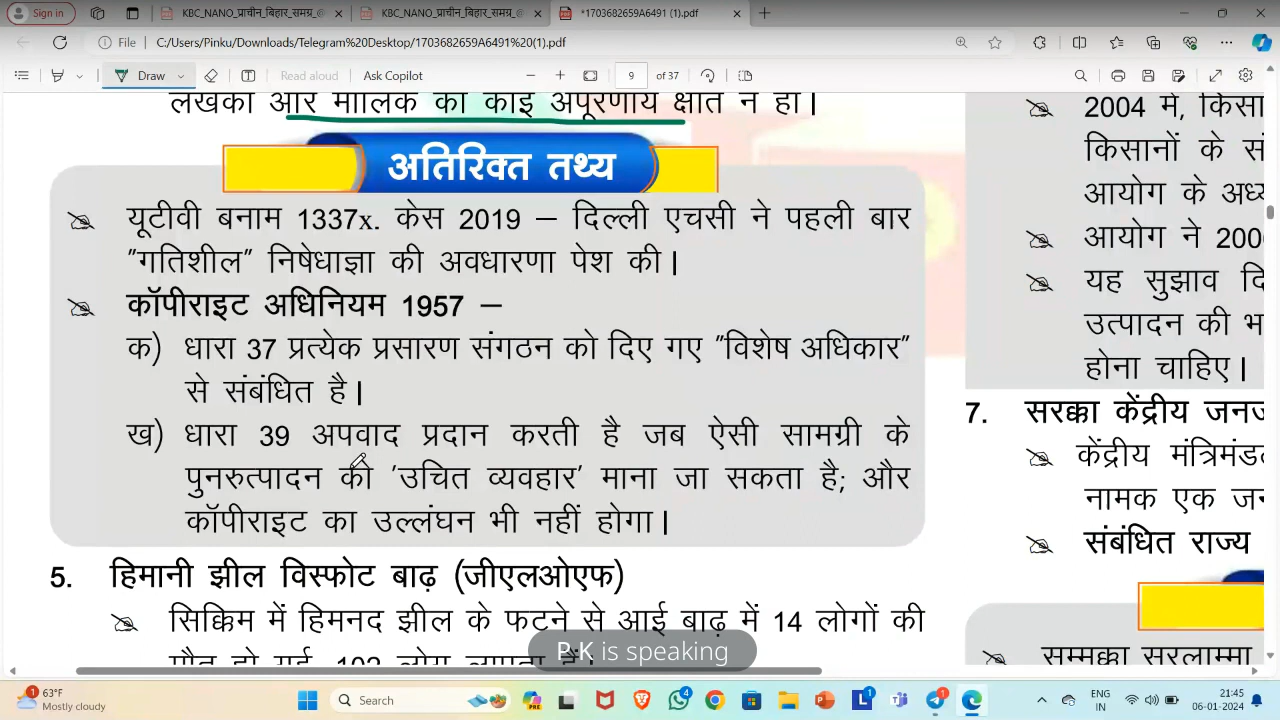 Sign in
KBC_NANO_प्राचीन_बिहार_समग्र_@
KBC_NANO_प्राचीन_बिहार_समग्र_@
*1703682659A6491 (1).pdf
File C:/Users/Pinku/Downloads/Telegram%20Desktop/1703682659A6491%20(1).pdf
Draw Read aloud Ask Copilot 9 of 37
अतिरिक्त तथ्य
यूटीवी बनाम 1337x. केस 2019 – दिल्ली एचसी ने पहली बार
"गतिशील" निषेधाज्ञा की अवधारणा पेश की।
कॉपीराइट अधिनियम 1957 –
क) धारा 37 प्रत्येक प्रसारण संगठन को दिए गए "विशेष अधिकार"
से संबंधित है।
ख) धारा 39 अपवाद प्रदान करती है जब ऐसी सामग्री के
पुनरुत्पादन को 'उचित व्यवहार' माना जा सकता है; और
कॉपीराइट का उल्लंघन भी नहीं होगा।
5. हिमानी झील विस्फोट बाढ़ (जीएलओएफ)
सिक्किम में हिमनद झील के फटने से आई बाढ़ में 14 लोगों की
2004 में,
किसानों के
आयोग के
आयोग ने
यह सुझाव
उत्पादन की
होना चाहिए।
7. सरक्का केंद्रीय
केंद्रीय
नामक एक
संबंधित राज्य
सम्मक्का सरलाम्मा
P K is speaking
63°F
Mostly cloudy
Search
ENG
IN
21:45
06-01-2024